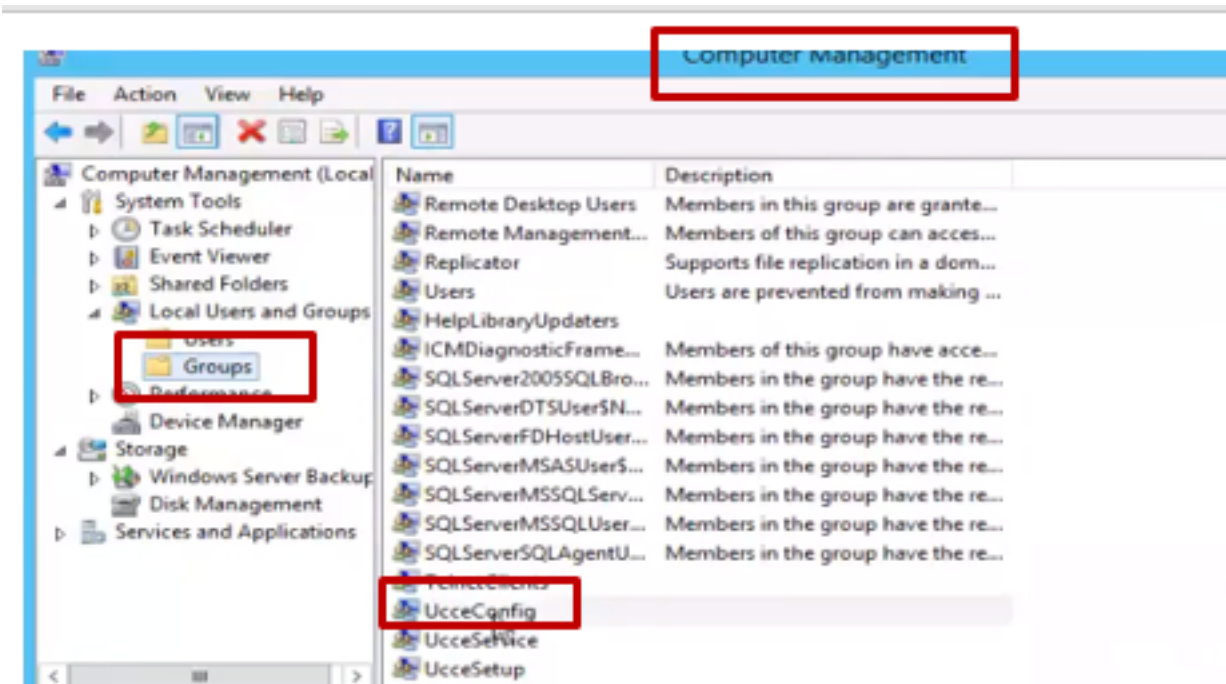 Computer Management
File Action View Help
Computer Management (Local
System Tools
Task Scheduler
Event Viewer
Shared Folders
Local Users and Groups
Users
Groups
Performance
Device Manager
Storage
Windows Server Backup
Disk Management
Services and Applications
Name Description
Remote Desktop Users Members in this group are grante...
Remote Management... Members of this group can acces...
Replicator Supports file replication in a dom...
Users Users are prevented from making ...
HelpLibraryUpdaters
ICMDiagnosticFrame... Members of this group have acce...
SQLServer2005SQLBro... Members in the group have the re...
SQLServerDTSUser$N... Members in the group have the re...
SQLServerFDHostUser... Members in the group have the re...
SQLServerMSASUser$... Members in the group have the re...
SQLServerMSSQLServ... Members in the group have the re...
SQLServerMSSQLUser... Members in the group have the re...
SQLServerSQLAgentU... Members in the group have the re...
TelnetClients
UcceConfig
UcceService
UcceSetup